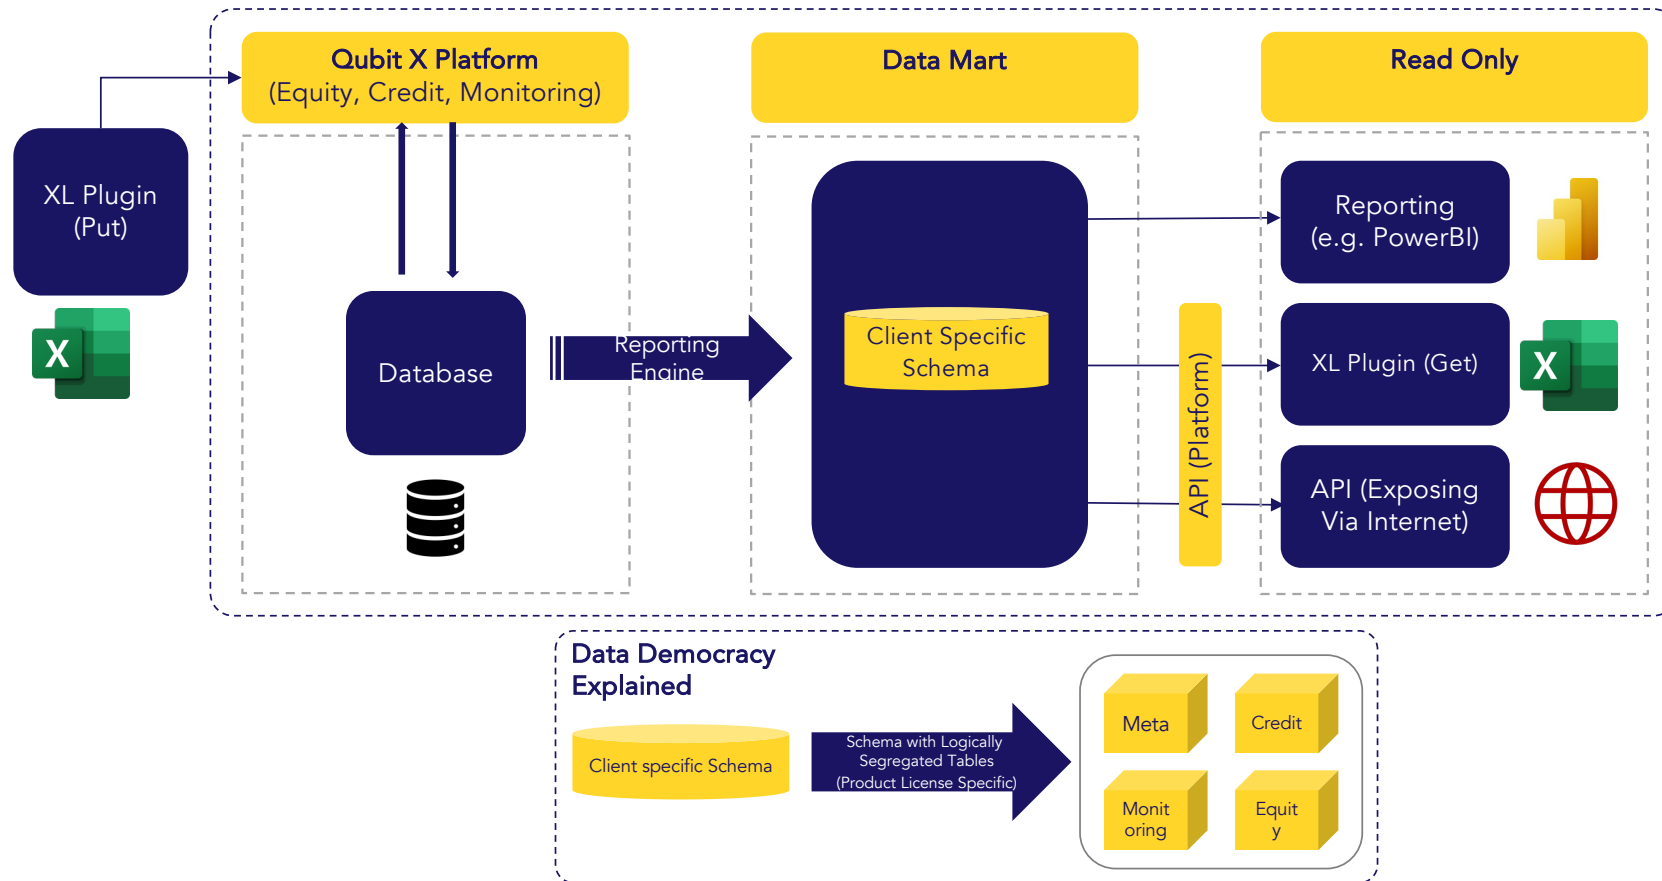 Qubit X Platform
(Equity, Credit, Monitoring)
Data Mart
Read Only
XL Plugin
(Put)
X
Database
Reporting
Engine
Client Specific
Schema
API (Platform)
Reporting
(e.g. PowerBI)
XL Plugin (Get)
X
API (Exposing
Via Internet)
Data Democracy
Explained
Client specific Schema
Schema with Logically
Segregated Tables
(Product License Specific)
Meta
Credit
Monit
oring
Equit
y